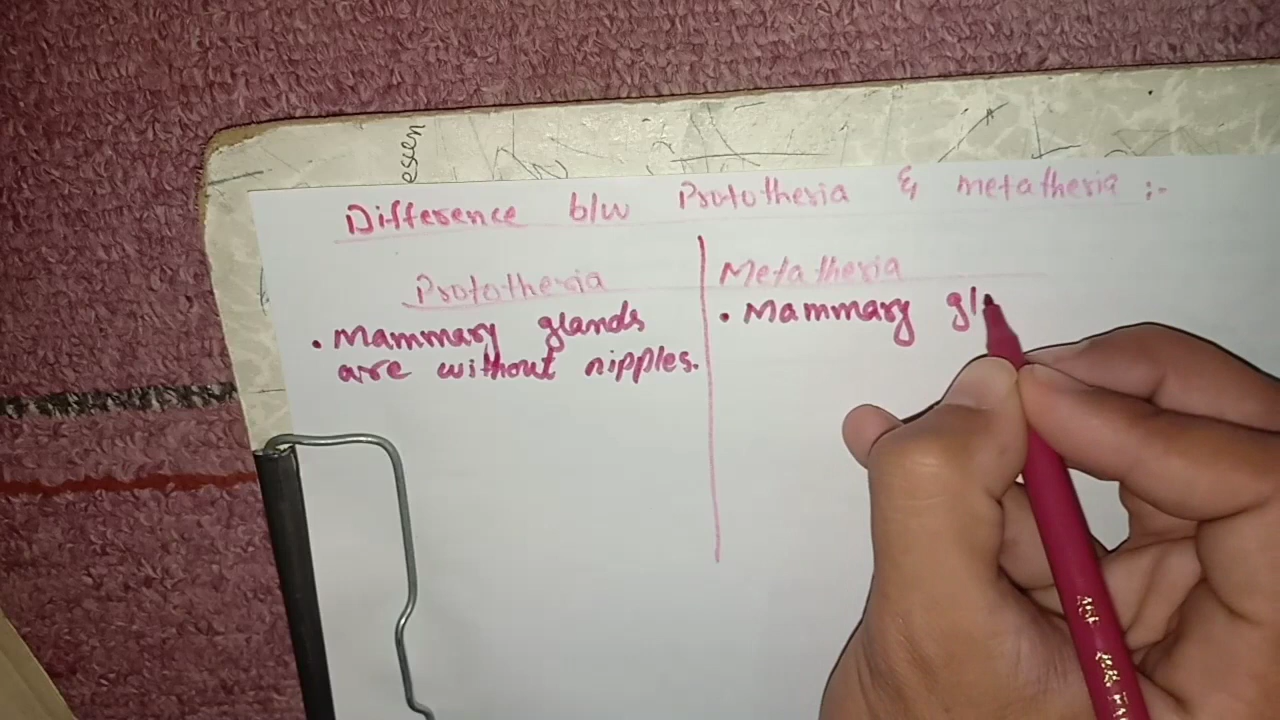 Difference b/w Prototheria & metatheria :-
Prototheria
• Mammary glands
are without nipples.
Metatheria
• Mammary gl